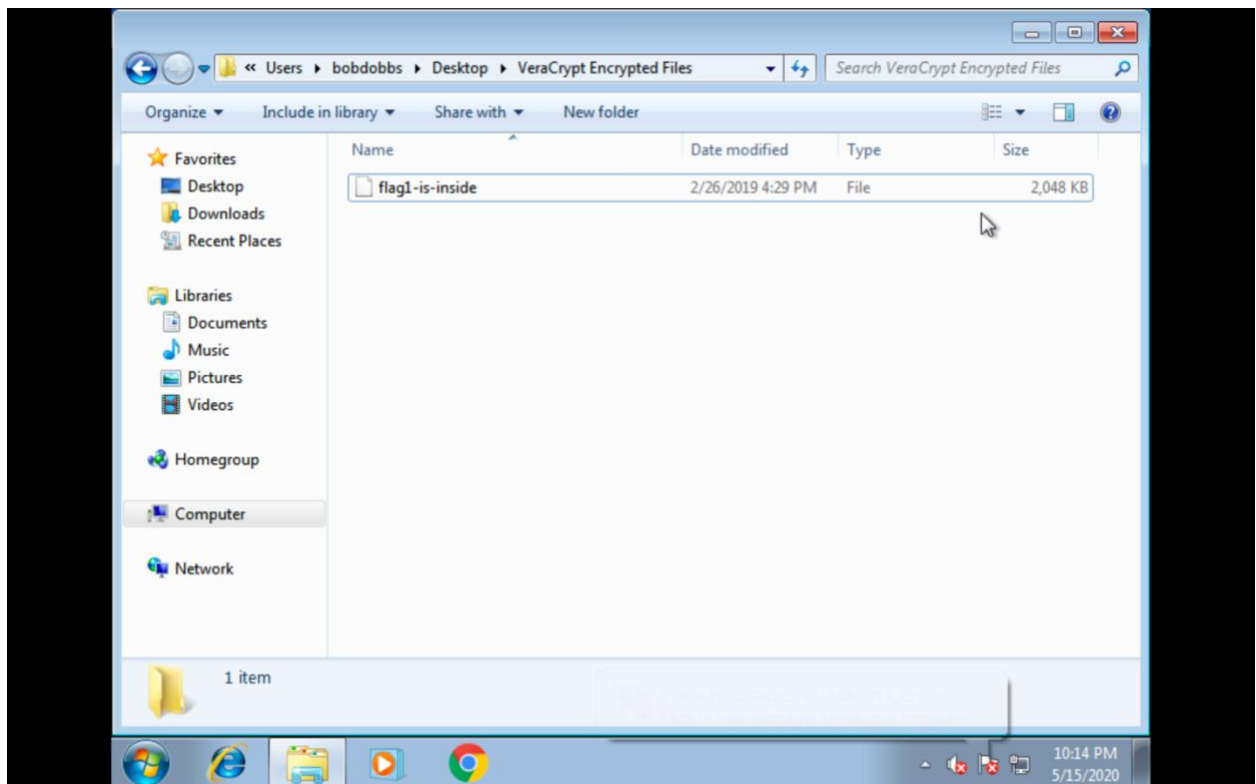 « Users ▸ bobdobbs ▸ Desktop ▸ VeraCrypt Encrypted Files
Search VeraCrypt Encrypted Files
Organize Include in library Share with New folder
Name Date modified Type Size
flag1-is-inside 2/26/2019 4:29 PM File 2,048 KB
Favorites
Desktop
Downloads
Recent Places
Libraries
Documents
Music
Pictures
Videos
Homegroup
Computer
Network
1 item
10:14 PM
5/15/2020